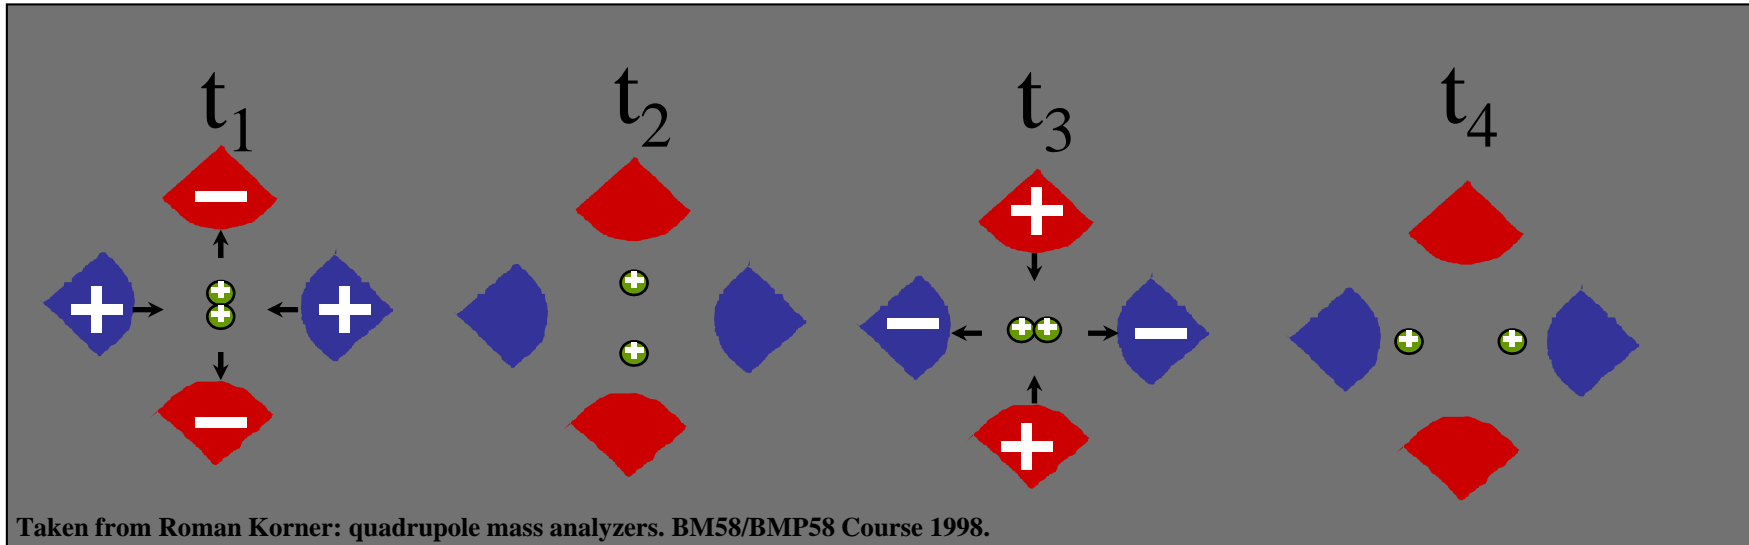 t1 t2 t3 t4
− + + + + + −
+ + − + + − +
+ +
Taken from Roman Korner: quadrupole mass analyzers. BM58/BMP58 Course 1998.